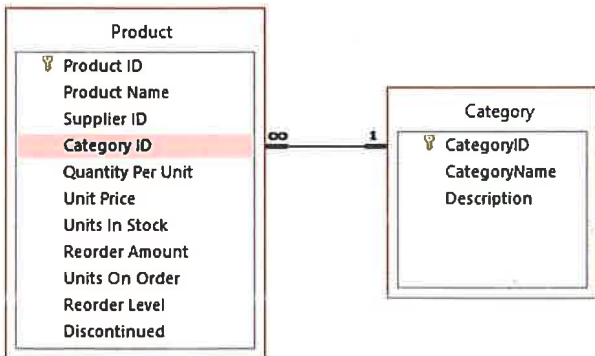 Product
Product ID
Product Name
Supplier ID
Category ID
Quantity Per Unit
Unit Price
Units In Stock
Reorder Amount
Units On Order
Reorder Level
Discontinued
∞ 1
Category
CategoryID
CategoryName
Description